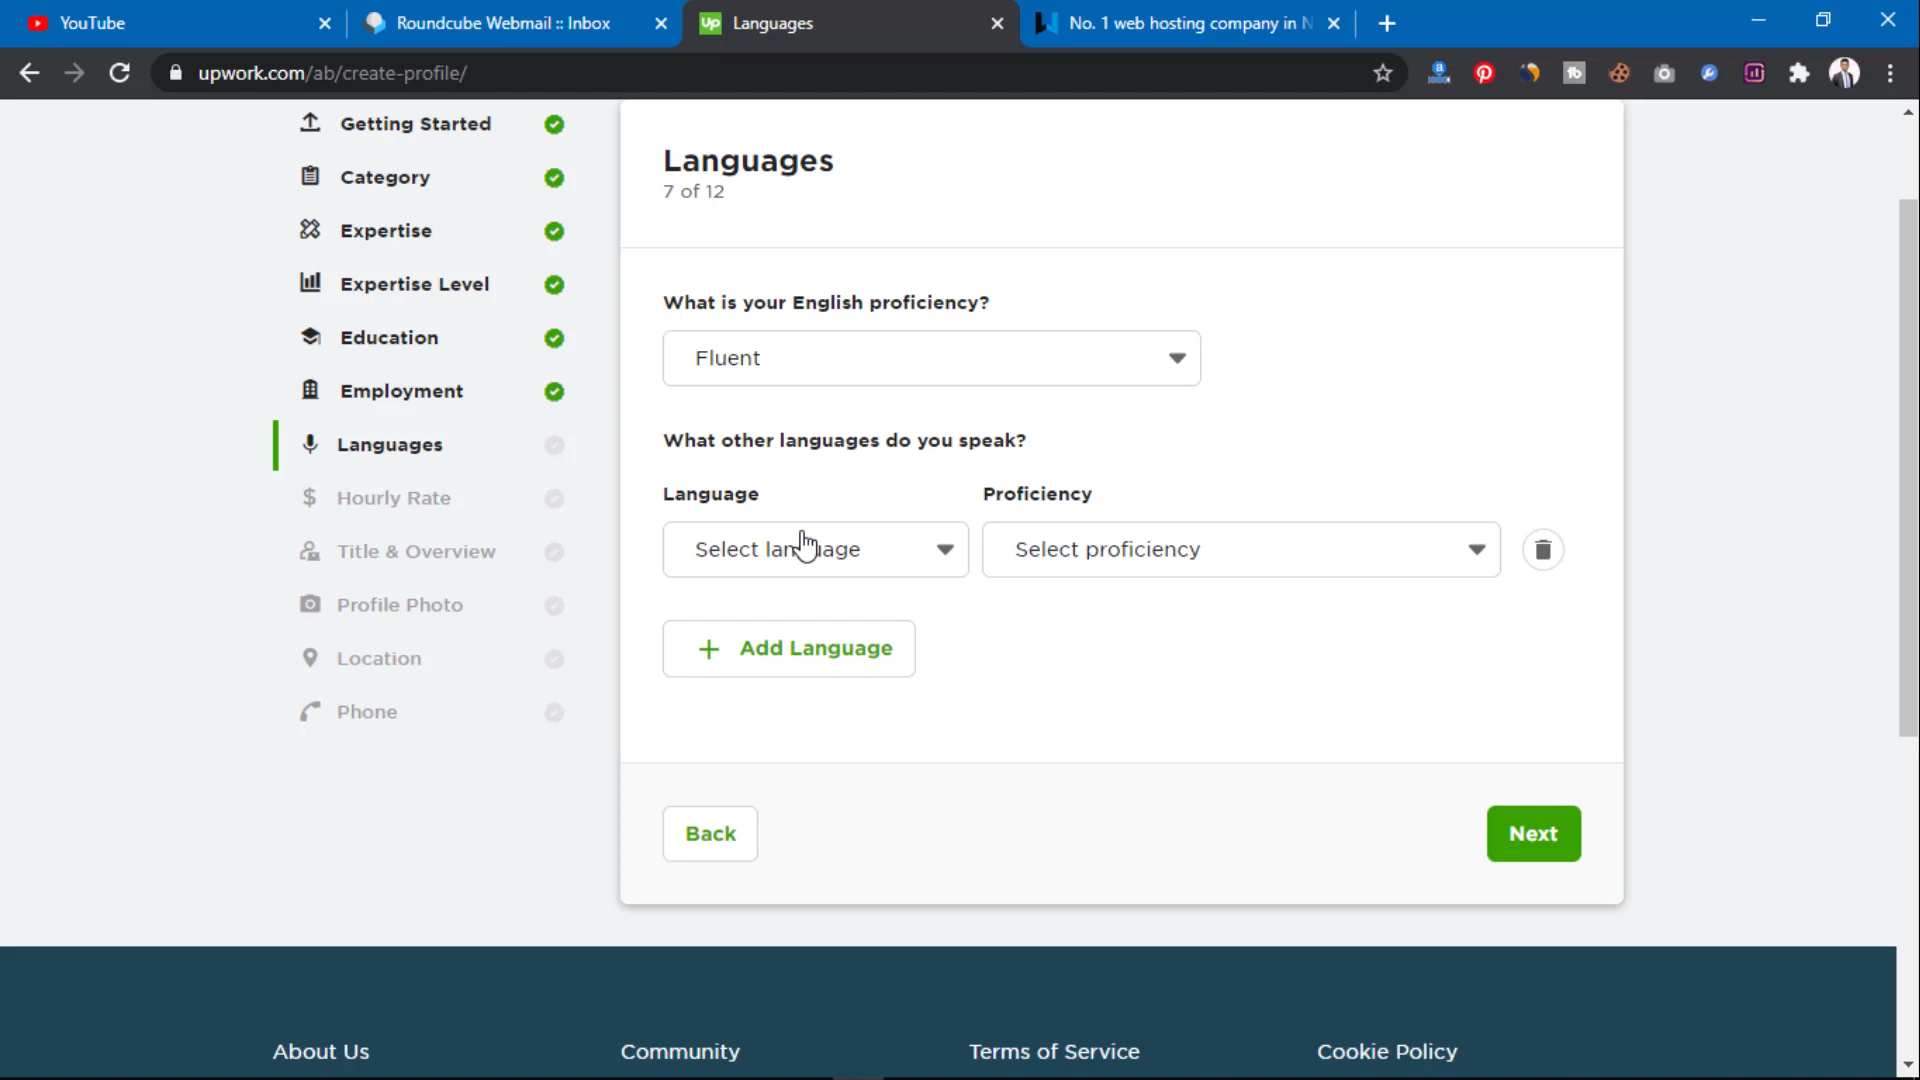 YouTube
Roundcube Webmail :: Inbox
Up Languages
No. 1 web hosting company in N
upwork.com/ab/create-profile/
Getting Started
Category
Expertise
Expertise Level
Education
Employment
Languages
$ Hourly Rate
Title & Overview
Profile Photo
Location
Phone
Languages
7 of 12
What is your English proficiency?
Fluent
What other languages do you speak?
Language Proficiency
Select language Select proficiency
+ Add Language
Back Next
About Us Community Terms of Service Cookie Policy